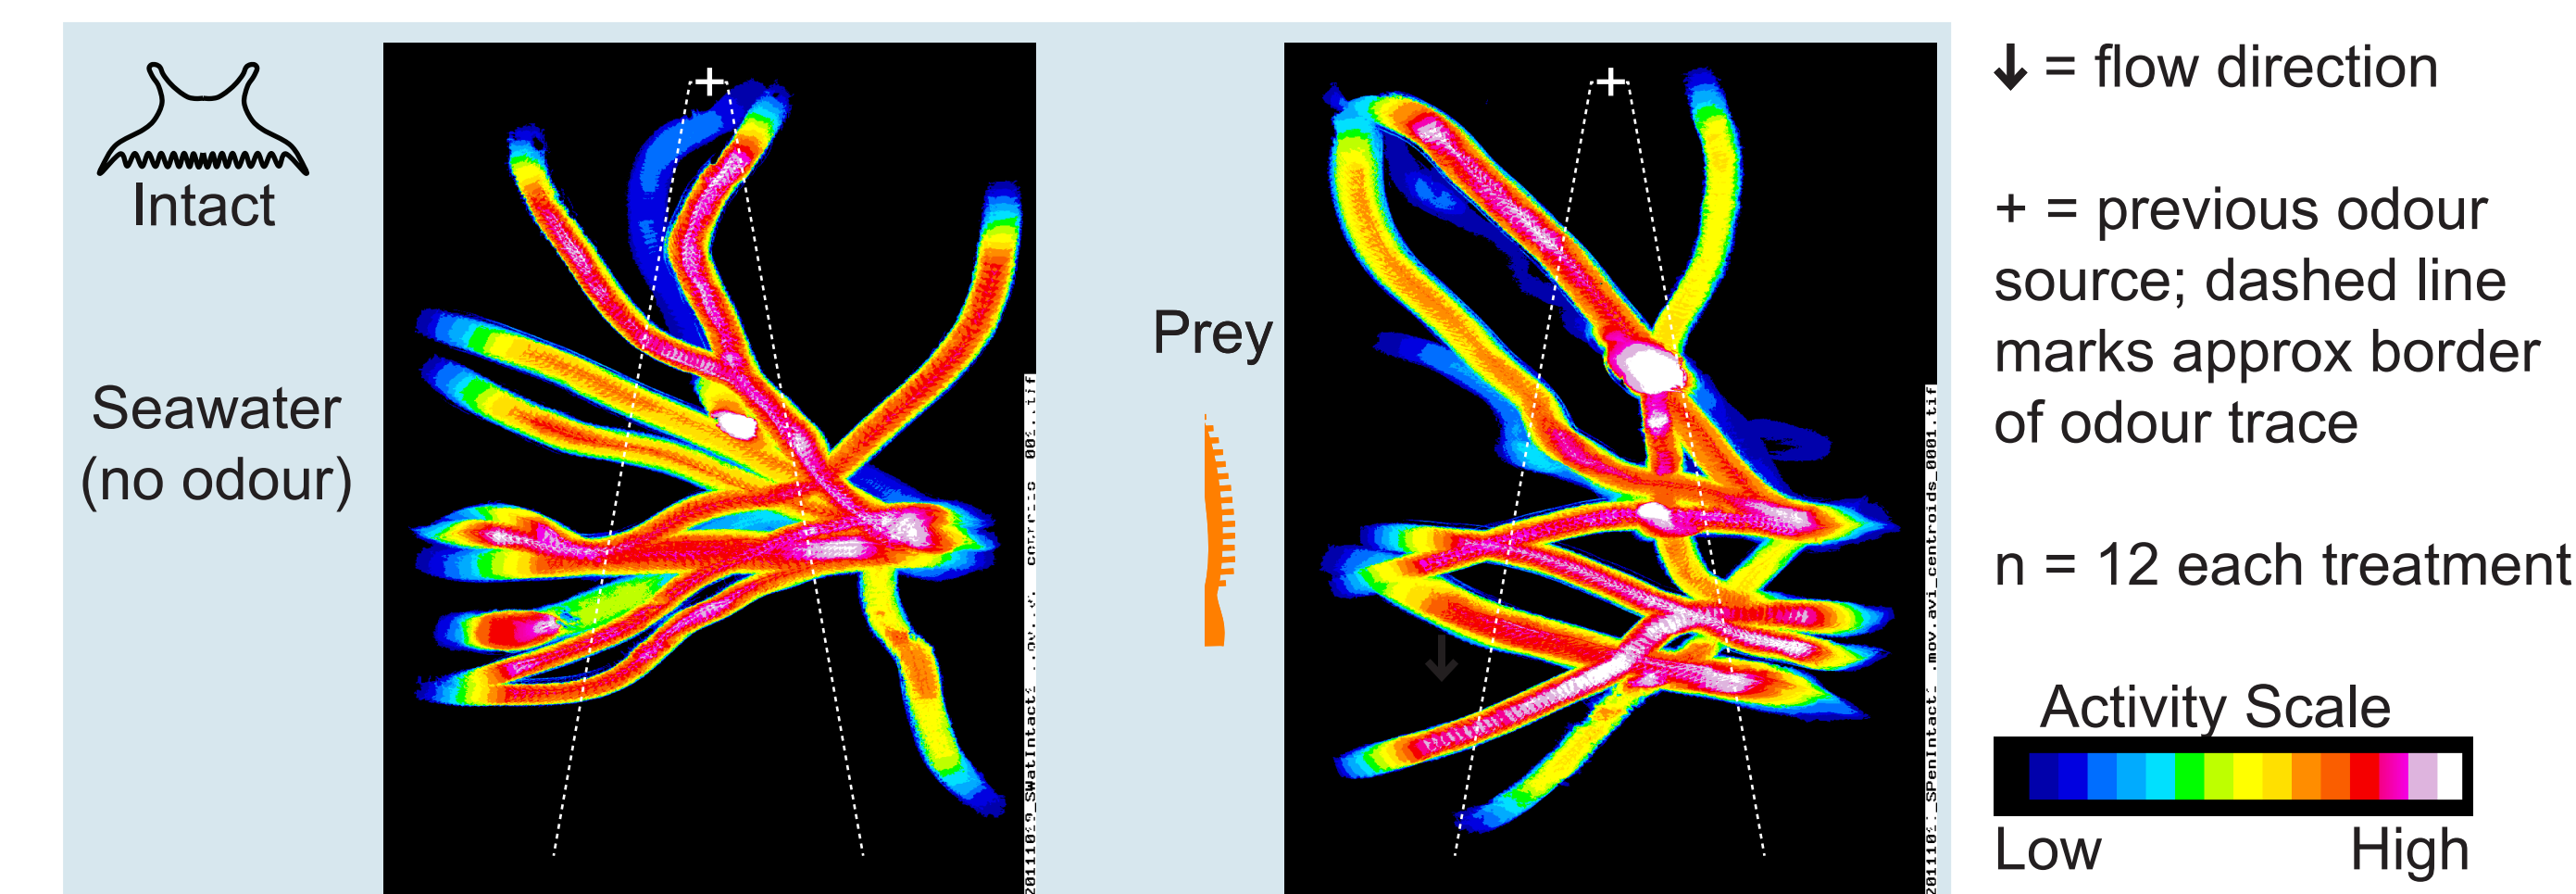 Intact
Seawater
(no odour)
+
Prey
+
↓
↓ = flow direction
+ = previous odour
source; dashed line
marks approx border
of odour trace
n = 12 each treatment
Activity Scale
Low
High